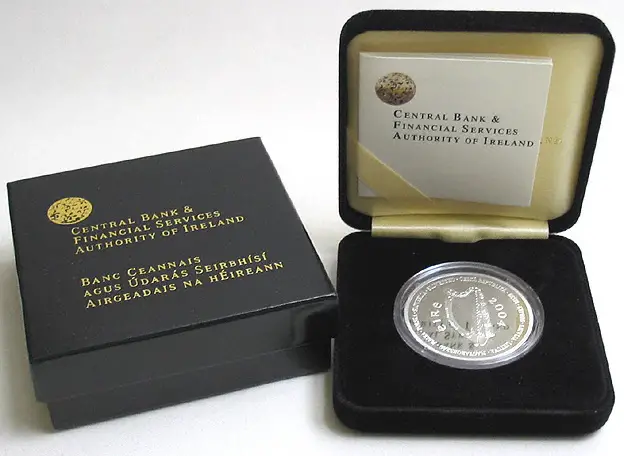 CENTRAL BANK &
FINANCIAL SERVICES
AUTHORITY OF IRELAND
BANC CEANNAIS
AGUS ÚDARÁS SEIRBHÍSÍ
AIRGEADAIS NA HÉIREANN
CENTRAL BANK &
FINANCIAL SERVICES
AUTHORITY OF IRELAND
éire 2004